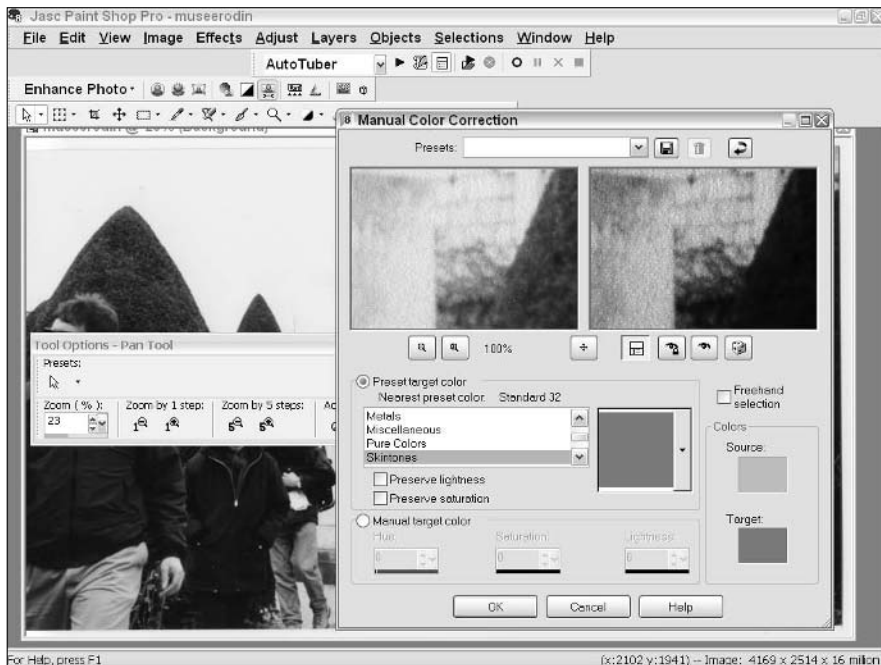 Jasc Paint Shop Pro - museerodin
File Edit View Image Effects Adjust Layers Objects Selections Window Help
AutoTuber
Enhance Photo
Manual Color Correction
Presets:
100%
Tool Options - Pan Tool
Presets:
Zoom ( % ):
Zoom by 1 step:
Zoom by 5 steps:
23
Preset target color
Nearest preset color: Standard 32
Metals
Miscellaneous
Pure Colors
Skintones
Preserve lightness
Preserve saturation
Freehand
selection
Colors
Source:
Target:
Manual target color
Hue:
Saturation:
Lightness:
0
0
0
OK
Cancel
Help
For Help, press F1
(x:2102 y:1941) -- Image: 4169 x 2514 x 16 million